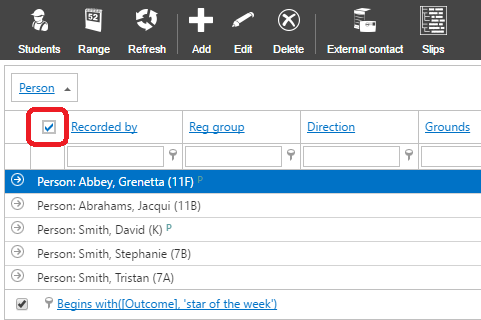 52
Students Range Refresh Add Edit Delete External contact Slips
Person
Recorded by Reg group Direction Grounds
Person: Abbey, Grenetta (11F) P
Person: Abrahams, Jacqui (11B)
Person: Smith, David (K) P
Person: Smith, Stephanie (7B)
Person: Smith, Tristan (7A)
Begins with([Outcome], 'star of the week')